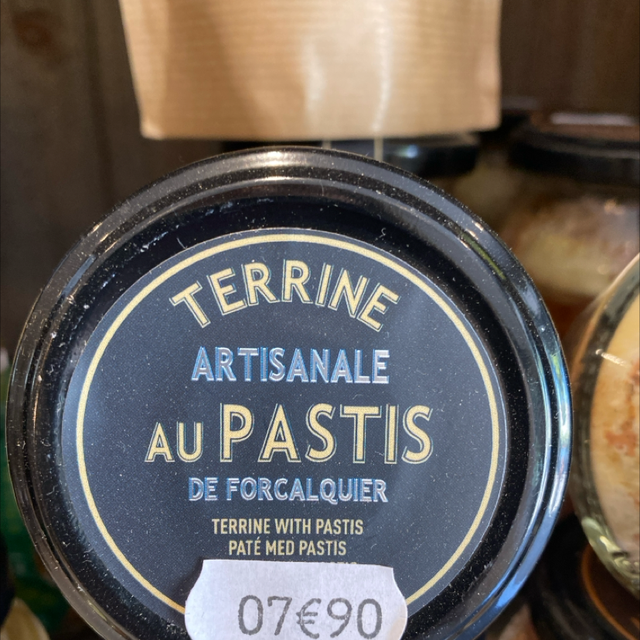 TERRINE
ARTISANALE
AU PASTIS
DE FORCALQUIER
TERRINE WITH PASTIS
PATÉ MED PASTIS
07€90